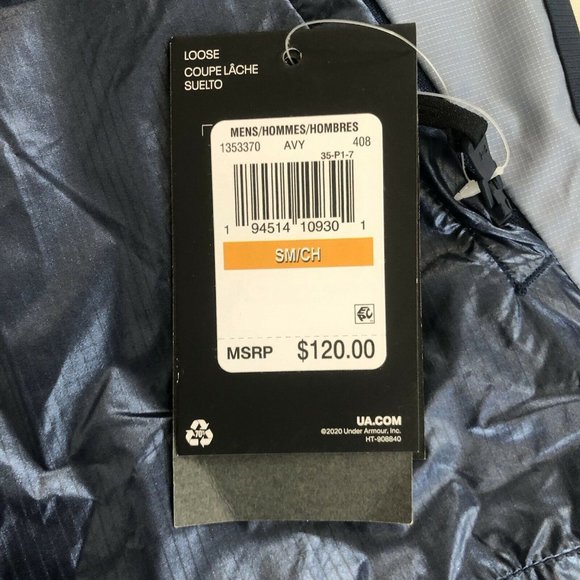 LOOSE
COUPE LÂCHE
SUELTO
MENS/HOMMES/HOMBRES
1353370 AVY 408
35-P1-7
1 94514 10930 1
SM/CH
MSRP $120.00
UA.COM
©2020 Under Armour, Inc.
HT-908840